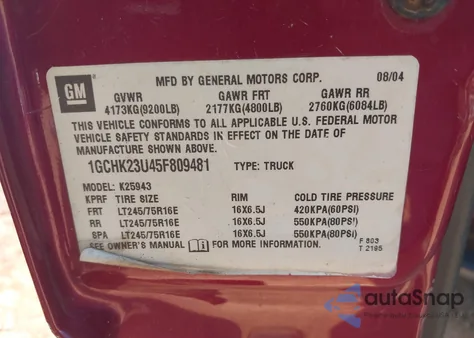 GM
MFD BY GENERAL MOTORS CORP. 08/04
GVWR GAWR FRT GAWR RR
4173KG(9200LB) 2177KG(4800LB) 2760KG(6084LB)
THIS VEHICLE CONFORMS TO ALL APPLICABLE U.S. FEDERAL MOTOR
VEHICLE SAFETY STANDARDS IN EFFECT ON THE DATE OF
MANUFACTURE SHOWN ABOVE.
1GCHK23U45F809481 TYPE: TRUCK
MODEL: K25943
KPRF TIRE SIZE RIM COLD TIRE PRESSURE
FRT LT245/75R16E 16X6.5J 420KPA(60PSI)
RR LT245/75R16E 16X6.5J 550KPA(80PSI)
SPA LT245/75R16E 16X6.5J 550KPA(80PSI)
SEE OWNER'S MANUAL FOR MORE INFORMATION. F 803
T 2195
autoSnap